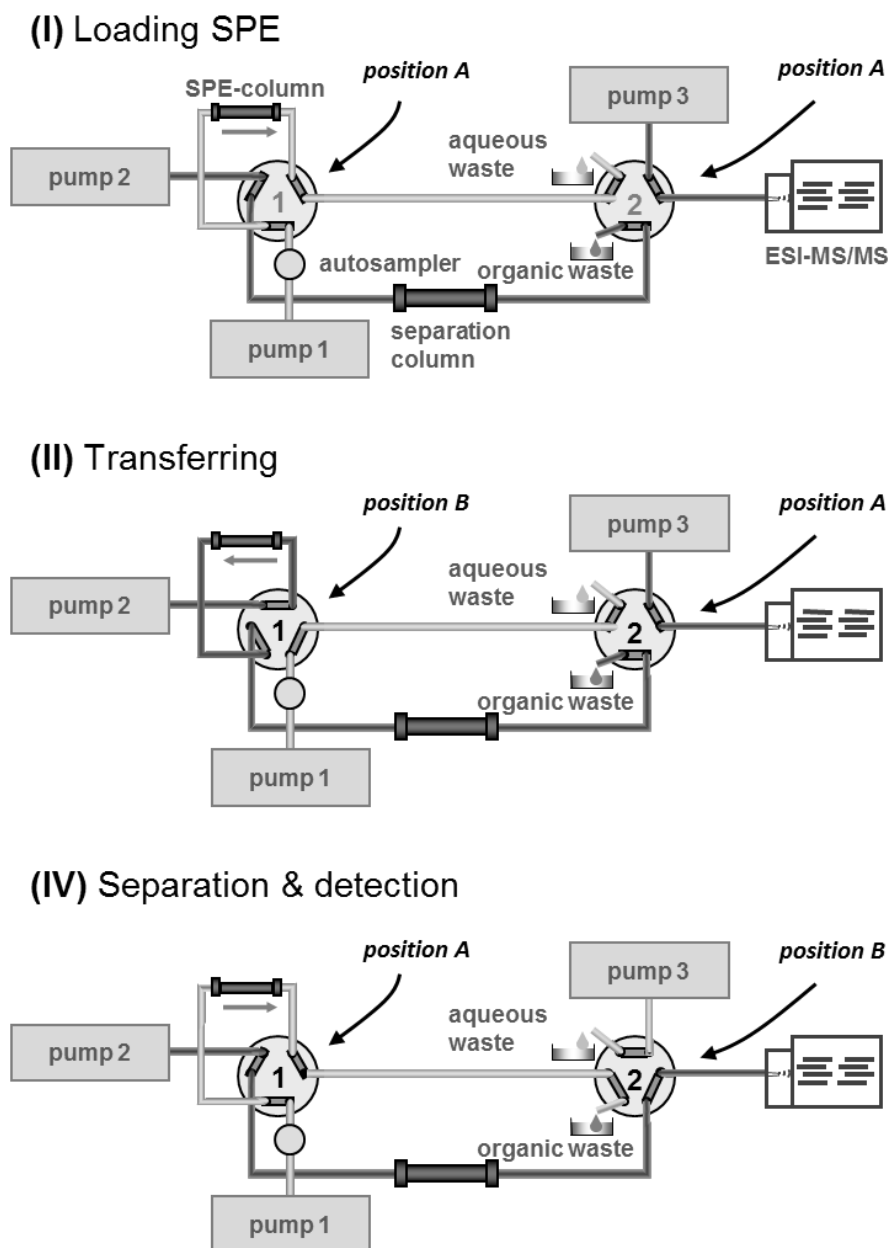 (I) Loading SPE
position A
position A
SPE-column
pump 3
aqueous
waste
pump 2
1
2
ESI-MS/MS
autosampler
organic waste
separation
column
pump 1
(II) Transferring
position B
position A
pump 3
aqueous
waste
pump 2
1
2
organic waste
pump 1
(IV) Separation & detection
position A
position B
pump 3
aqueous
waste
pump 2
1
2
organic waste
pump 1